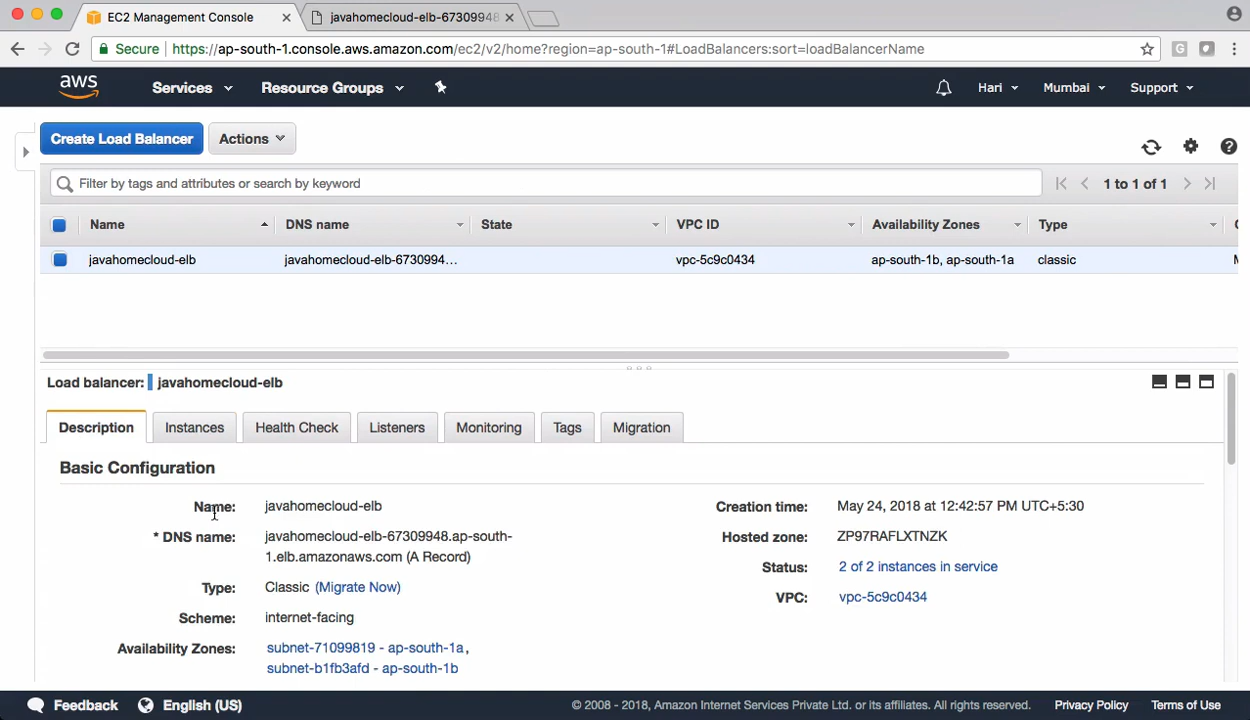 EC2 Management Console
javahomecloud-elb-67309948
Secure https://ap-south-1.console.aws.amazon.com/ec2/v2/home?region=ap-south-1#LoadBalancers:sort=loadBalancerName
G
aws Services Resource Groups Hari Mumbai Support
Create Load Balancer Actions
Filter by tags and attributes or search by keyword 1 to 1 of 1
Name DNS name State VPC ID Availability Zones Type
javahomecloud-elb javahomecloud-elb-6730994… vpc-5c9c0434 ap-south-1b, ap-south-1a classic
Load balancer: javahomecloud-elb
Description Instances Health Check Listeners Monitoring Tags Migration
Basic Configuration
Name: javahomecloud-elb Creation time: May 24, 2018 at 12:42:57 PM UTC+5:30
* DNS name: javahomecloud-elb-67309948.ap-south-
1.elb.amazonaws.com (A Record)
Hosted zone: ZP97RAFLXTNZK
Type: Classic (Migrate Now) Status: 2 of 2 instances in service
Scheme: internet-facing VPC: vpc-5c9c0434
Availability Zones: subnet-71099819 - ap-south-1a,
subnet-b1fb3afd - ap-south-1b
Feedback English (US) © 2008 - 2018, Amazon Internet Services Private Ltd. or its affiliates. All rights reserved. Privacy Policy Terms of Use